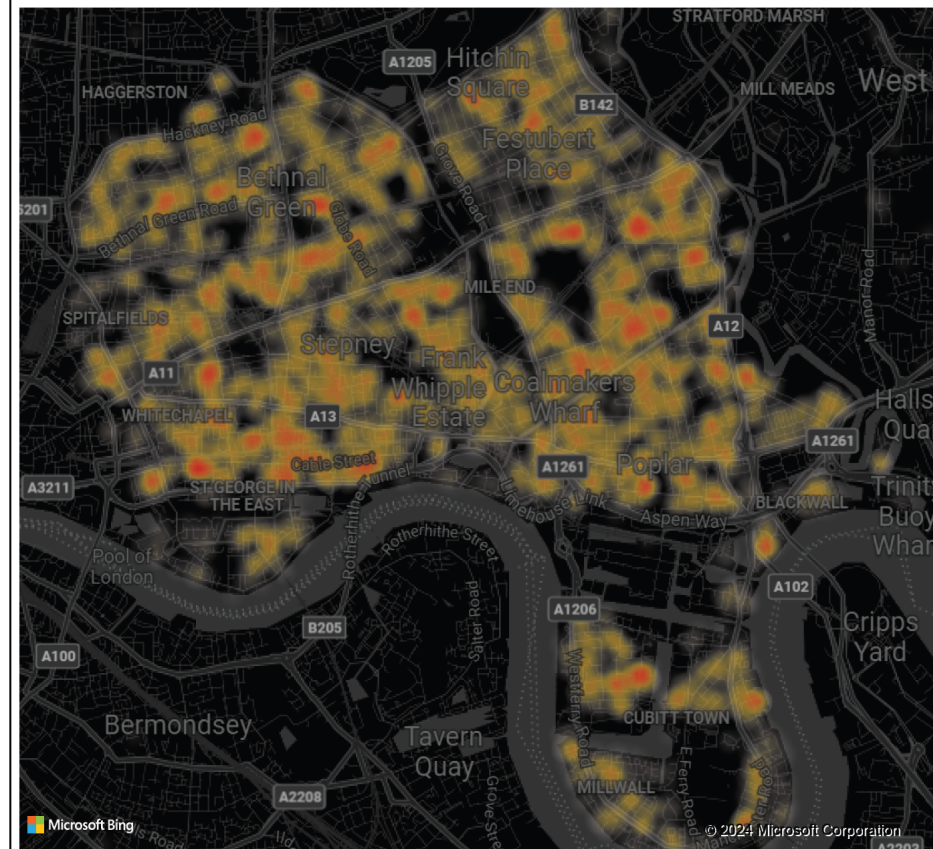 STRATFORD MARSH
A1205
Hitchin
Square
West
HAGGERSTON
MILL MEADS
B142
Hackney Road
Festubert
Place
Grove Road
Bethnal
Green
Globe Road
Bethnal Green Road
Manor Road
MILE END
SPITALFIELDS
A12
Stepney
Frank
Whipple
Estate
A11
Coalmakers
Wharf
WHITECHAPEL
A13
Halls
Qua
A1261
Cable Street
A1261
Poplar
A3211
ST GEORGE IN
THE EAST
Rotherhithe Tunnel
Limehouse Link
Aspen Way
BLACKWALL
Trinity
Buoy
Whar
Pool of
London
Rotherhithe Street
A102
A1206
Salter Road
B205
Cripps
Yard
A100
Westferry Road
CUBITT TOWN
Bermondsey
Tavern
Quay
E Ferry Road
MILLWALL
A2208
Microsoft Bing
© 2024 Microsoft Corporation
A2203